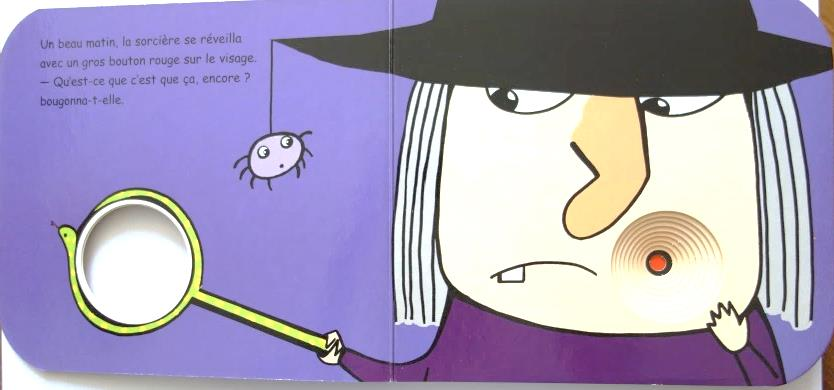 Un beau matin, la sorcière se réveilla
avec un gros bouton rouge sur le visage.
— Qu'est-ce que c'est que ça, encore ?
bougonna-t-elle.